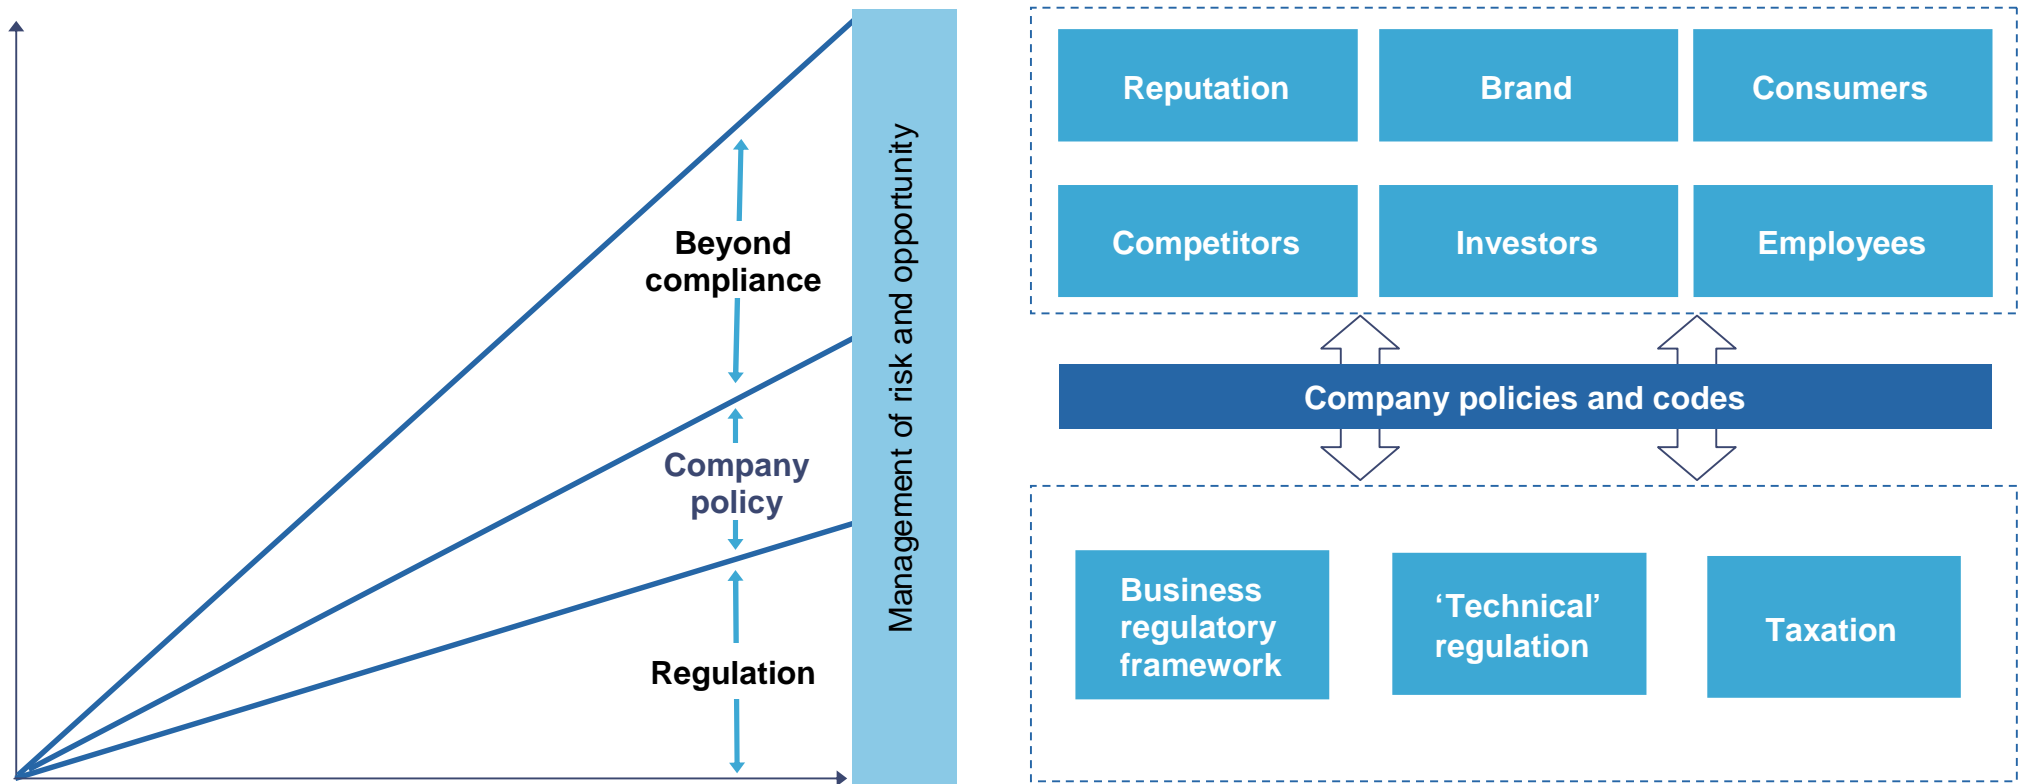 Beyond
compliance
Company
policy
Regulation
Management of risk and opportunity
Reputation
Brand
Consumers
Competitors
Investors
Employees
Company policies and codes
Business
regulatory
framework
‘Technical’
regulation
Taxation